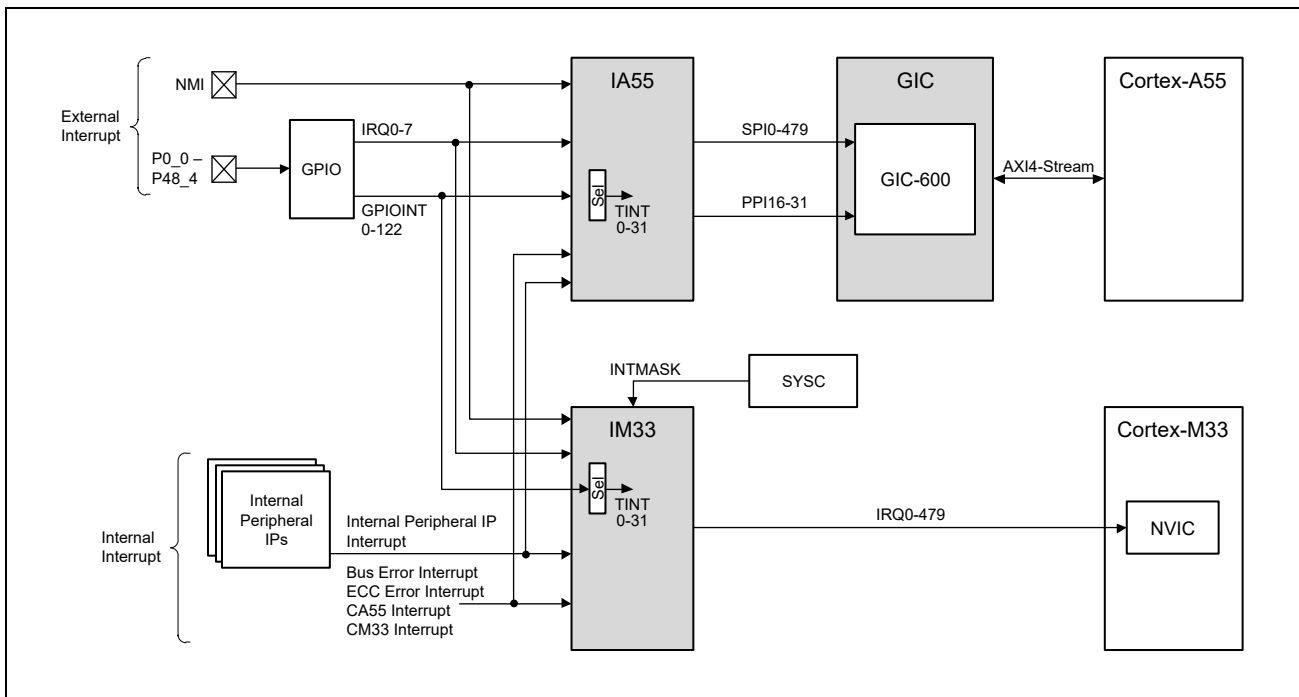 External
Interrupt
NMI
P0_0 –
P48_4
GPIO
IRQ0-7
GPIOINT
0-122
IA55
Sel
TINT
0-31
SPI0-479
PPI16-31
GIC
GIC-600
AXI4-Stream
Cortex-A55
INTMASK
SYSC
Internal
Interrupt
Internal
Peripheral
IPs
Internal Peripheral IP
Interrupt
Bus Error Interrupt
ECC Error Interrupt
CA55 Interrupt
CM33 Interrupt
IM33
Sel
TINT
0-31
IRQ0-479
Cortex-M33
NVIC